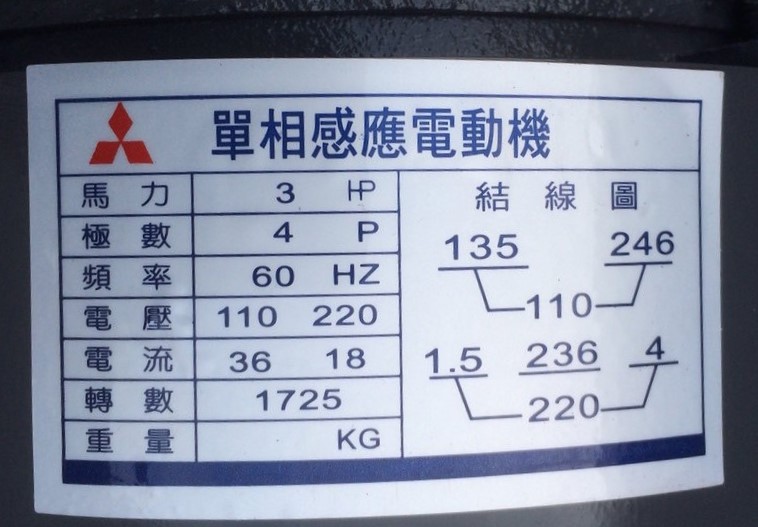 單相感應電動機
馬力 3 HP
極數 4 P
頻率 60 HZ
電壓 110 220
電流 36 18
轉數 1725
重量 KG
結線圖
135 246
110
1.5 236 4
220